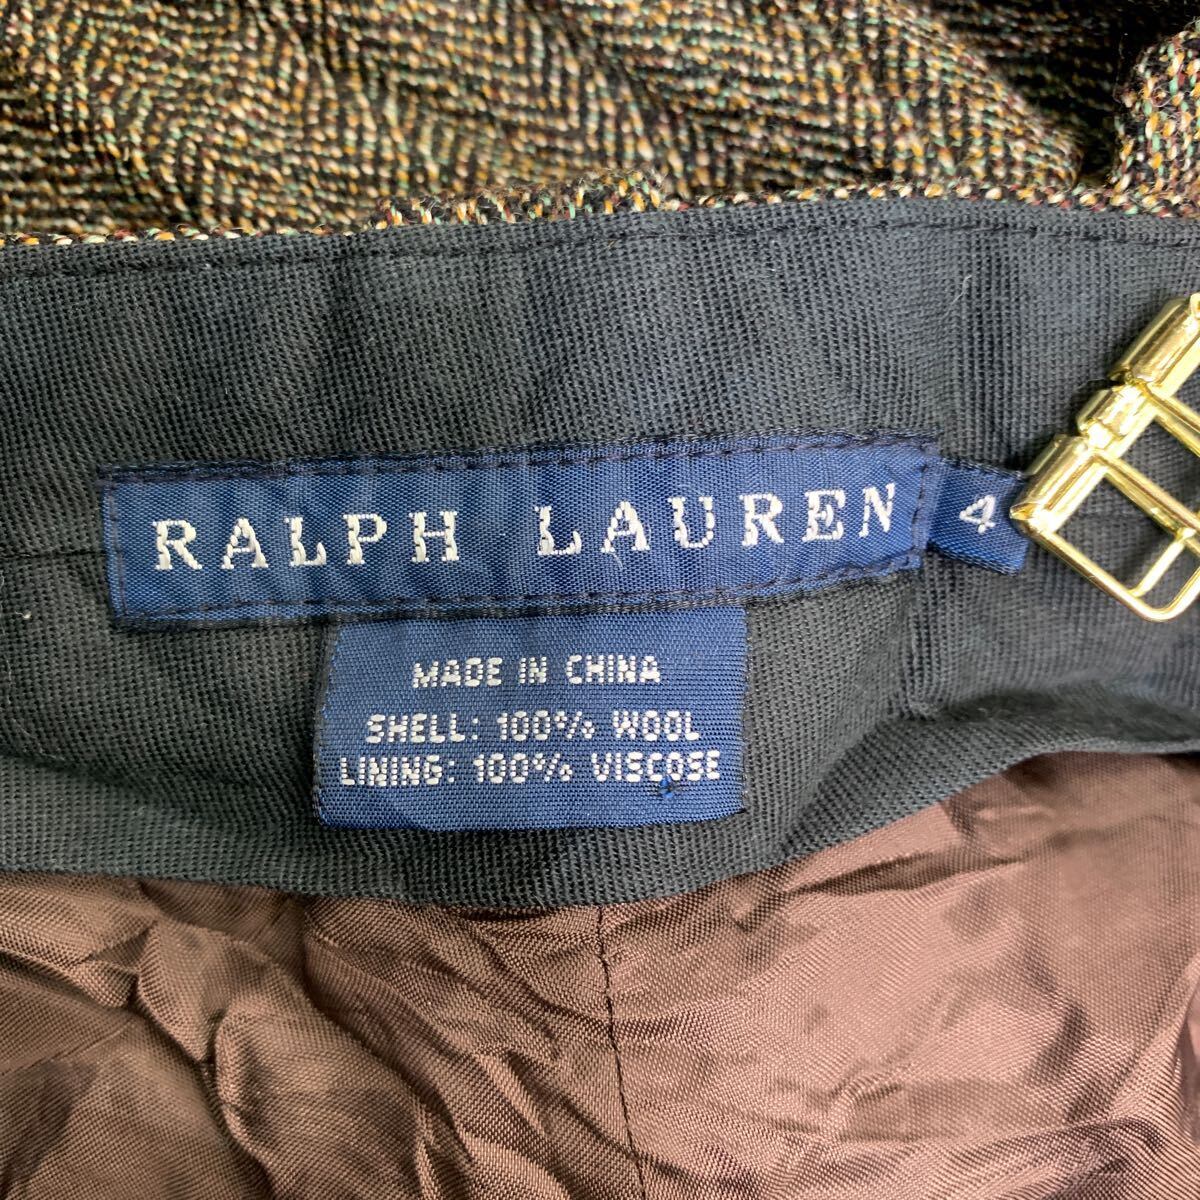 RALPH LAUREN 4
MADE IN CHINA
SHELL: 100% WOOL
LINING: 100% VISCOSE